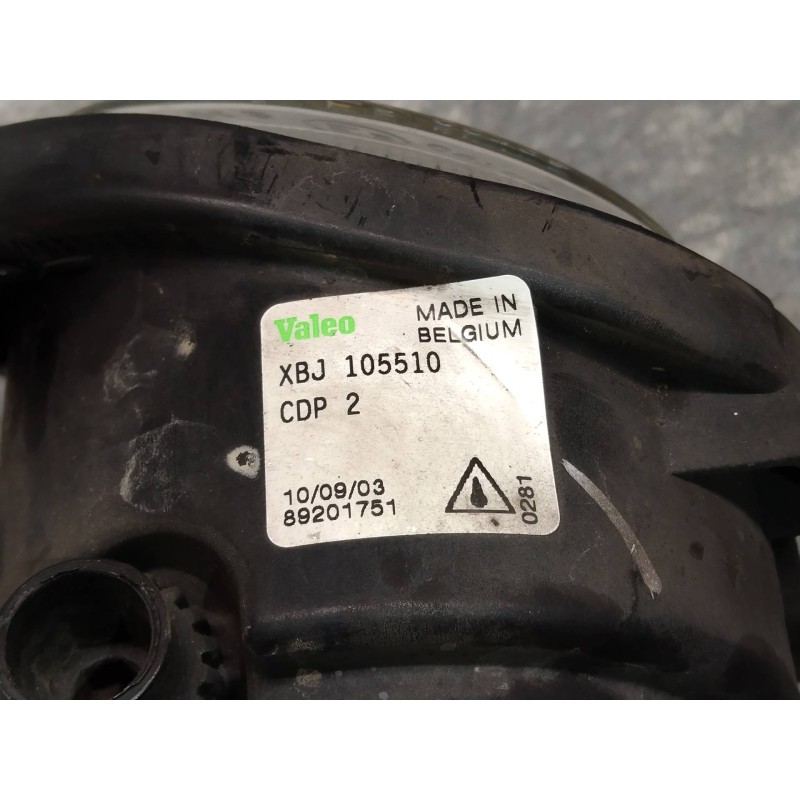 Valeo
MADE IN
BELGIUM
XBJ 105510
CDP 2
10/09/03
89201751
0281